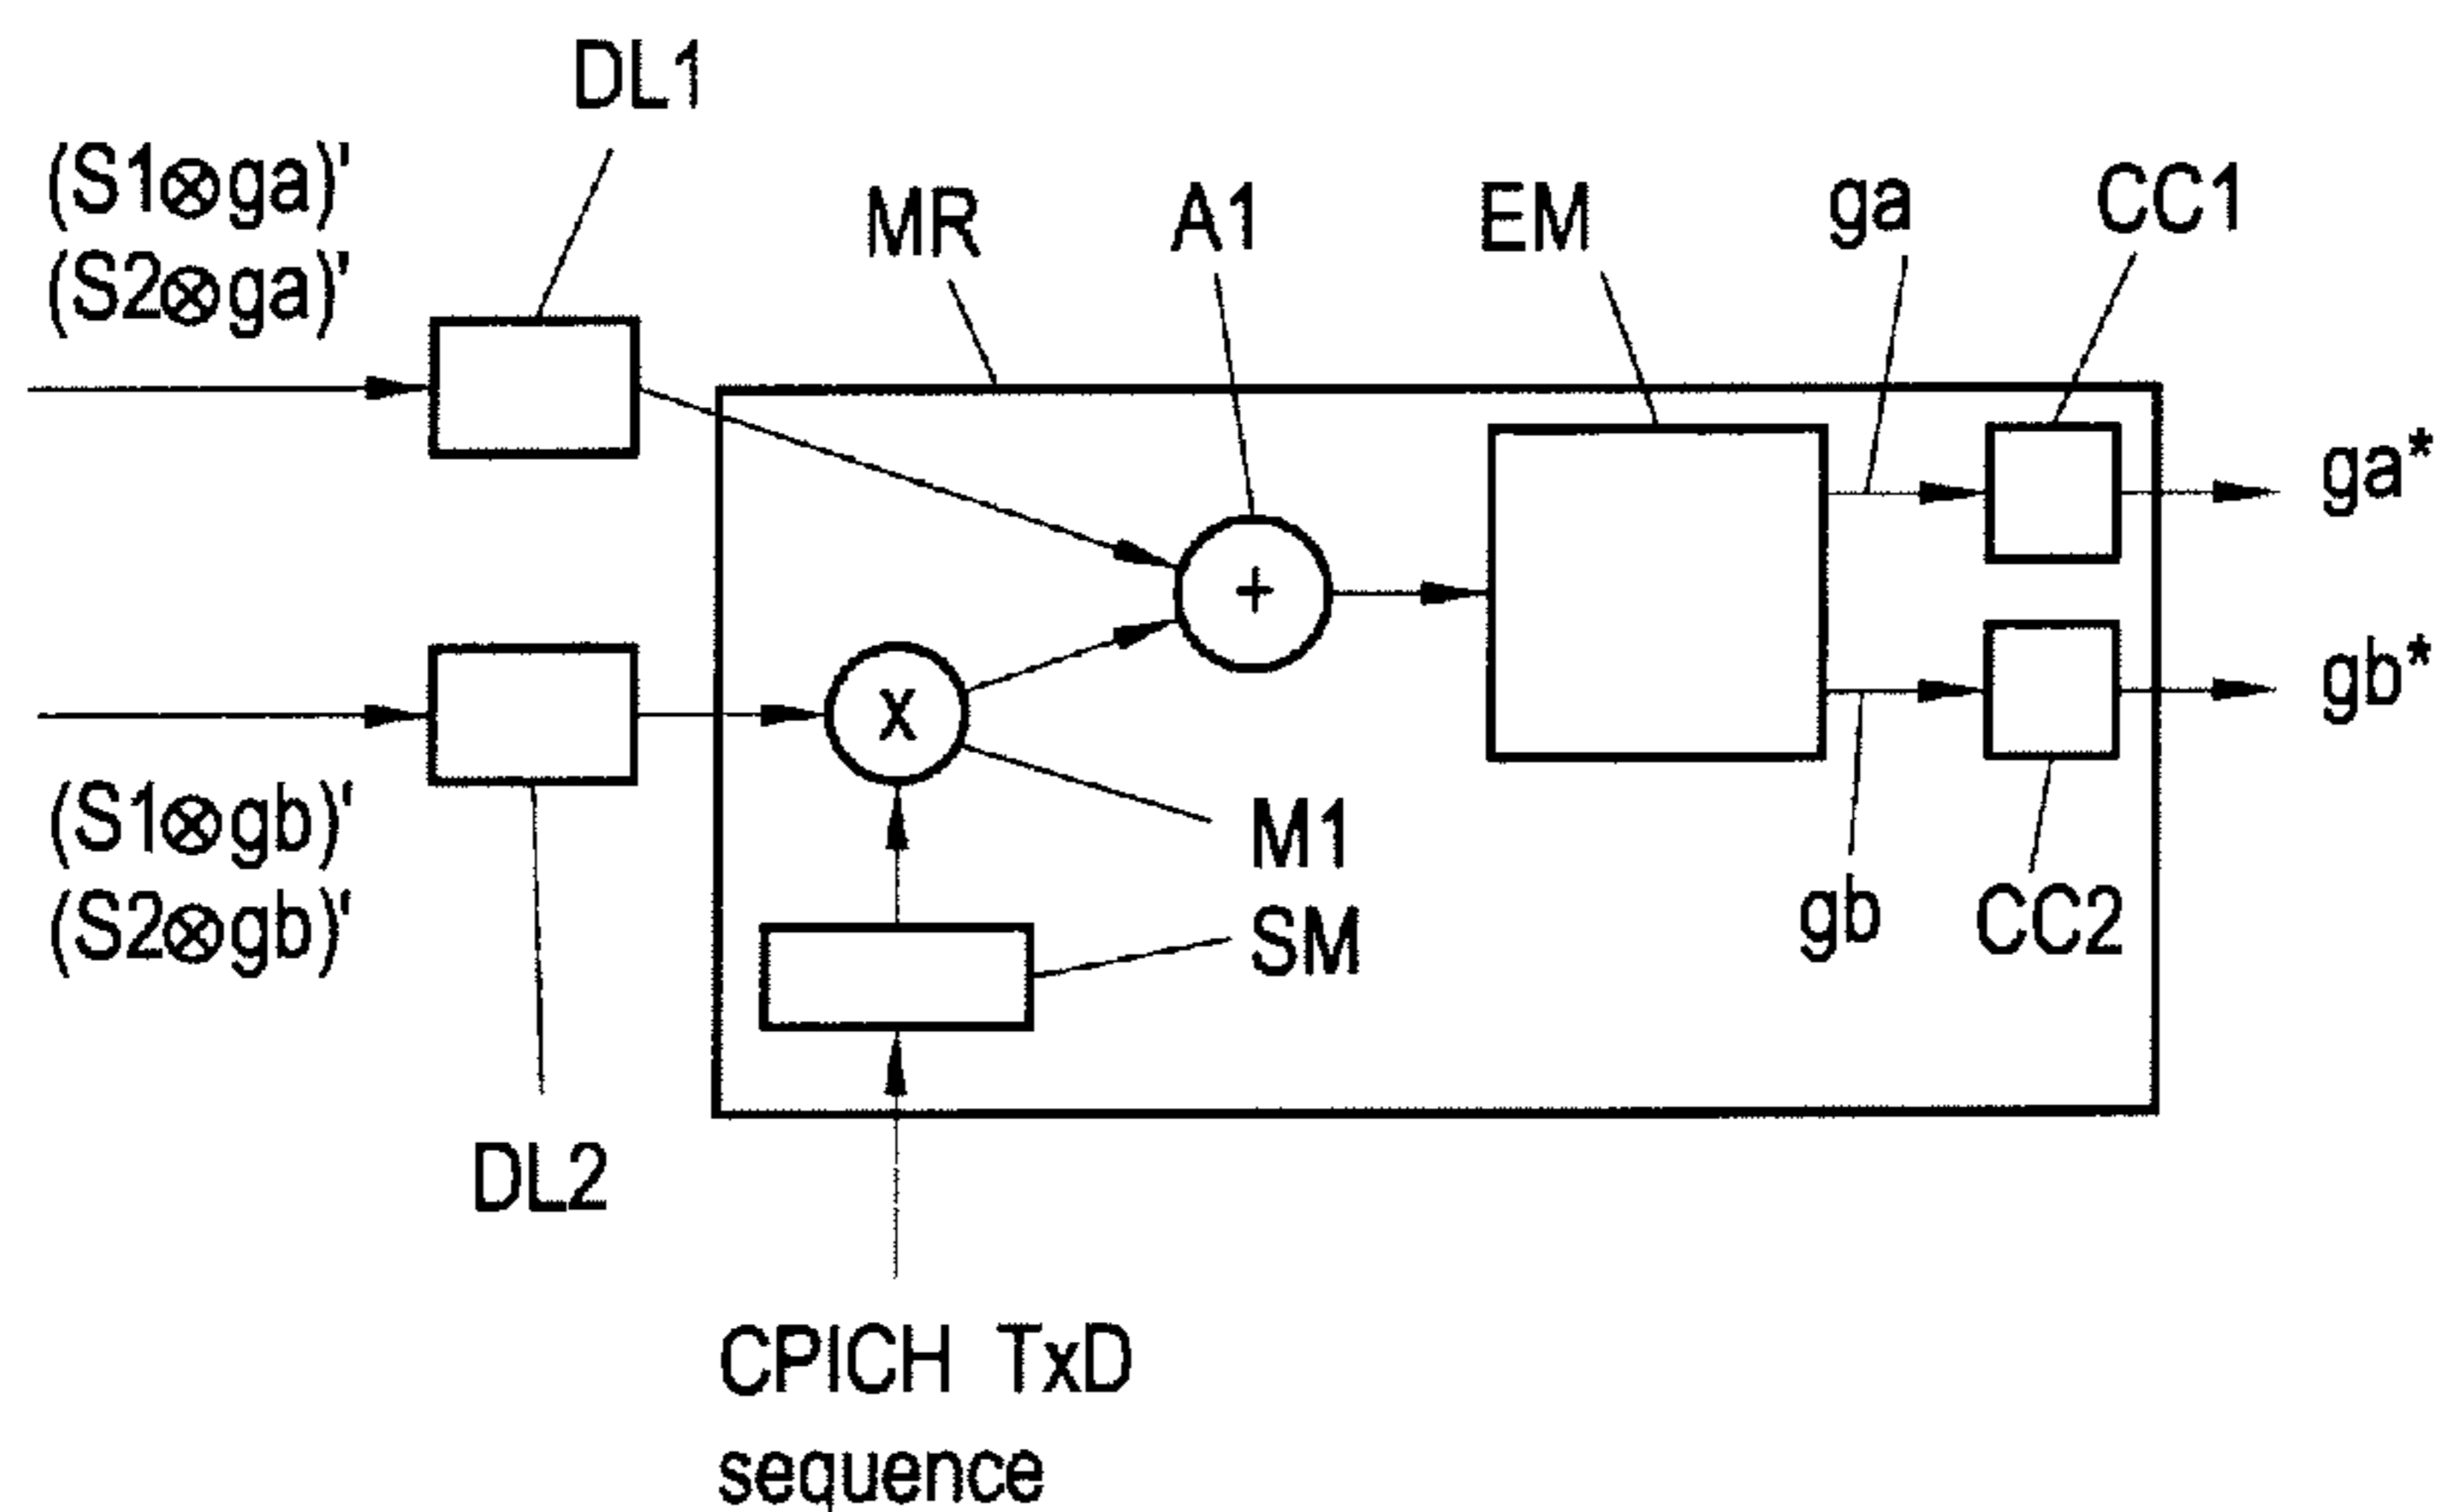 DL1
(S1⊗ga)'
(S2⊗ga)'
MR
A1
EM
ga
CC1
ga*
+
gb*
x
(S1⊗gb)'
(S2⊗gb)'
M1
SM
gb
CC2
DL2
CPICH TxD
sequence